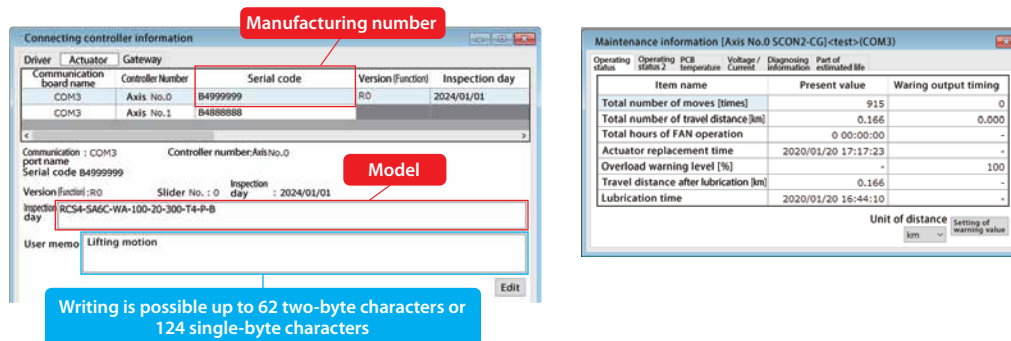 Manufacturing number
Connecting controller information
Driver Actuator Gateway
Communication board name Controller Number Serial code Version (Function) Inspection day
COM3 Axis No.0 B4999999 R0 2024/01/01
COM3 Axis No.1 B4888888
Communication port name : COM3 Controller number:Axis No.0
Serial code B4999999
Model
Version (Function) :R0 Slider No. : 0 Inspection day : 2024/01/01
Inspection day RCS4-SA6C-WA-100-20-300-T4-P-B
User memo Lifting motion
Edit
Writing is possible up to 62 two-byte characters or
124 single-byte characters
Maintenance information [Axis No.0 SCON2-CG]<test>(COM3)
Operating status Operating status 2 PCB temperature Voltage / Current Diagnosing information Part of estimated life
Item name Present value Waring output timing
Total number of moves [times] 915 0
Total number of travel distance [km] 0.166 0.000
Total hours of FAN operation 0 00:00:00 -
Actuator replacement time 2020/01/20 17:17:23 -
Overload warning level [%] - 100
Travel distance after lubrication [km] 0.166 -
Lubrication time 2020/01/20 16:44:10 -
Unit of distance
km
Setting of warning value